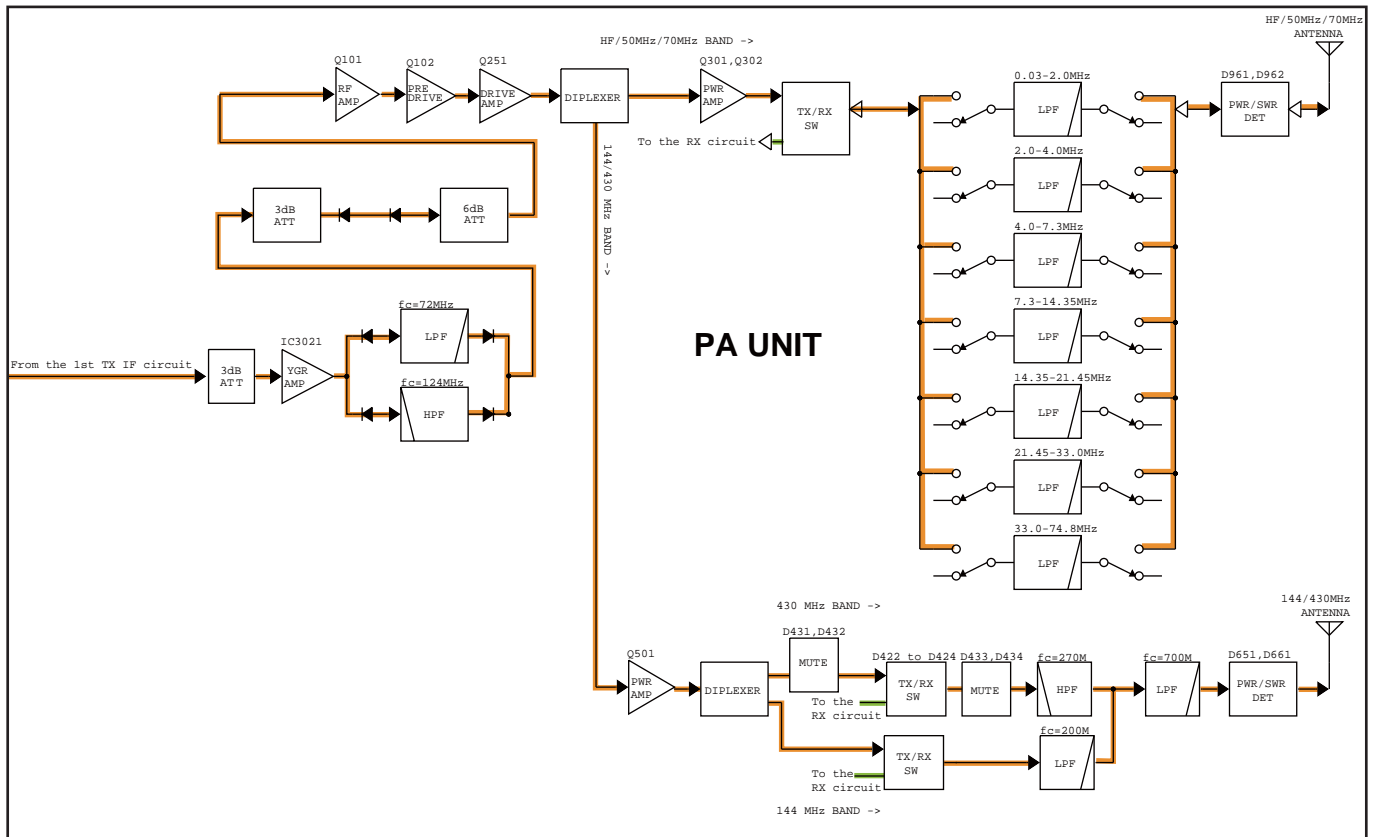 HF/50MHz/70MHz BAND ->
HF/50MHz/70MHz
ANTENNA
Q101
Q102
Q251
Q301,Q302
RF
AMP
PRE
DRIVE
DRIVE
AMP
DIPLEXER
PWR
AMP
TX/RX
SW
To the RX circuit
0.03-2.0MHz
LPF
D961,D962
PWR/SWR
DET
144/430 MHz BAND ->
2.0-4.0MHz
LPF
3dB
ATT
6dB
ATT
4.0-7.3MHz
LPF
fc=72MHz
LPF
PA UNIT
7.3-14.35MHz
LPF
From the 1st TX IF circuit
3dB
ATT
IC3021
YGR
AMP
fc=124MHz
HPF
14.35-21.45MHz
LPF
21.45-33.0MHz
LPF
33.0-74.8MHz
LPF
430 MHz BAND ->
144/430MHz
ANTENNA
Q501
PWR
AMP
DIPLEXER
D431,D432
MUTE
D422 to D424
TX/RX
SW
To the
RX circuit
D433,D434
MUTE
fc=270M
HPF
fc=700M
LPF
D651,D661
PWR/SWR
DET
TX/RX
SW
To the
RX circuit
fc=200M
LPF
144 MHz BAND ->